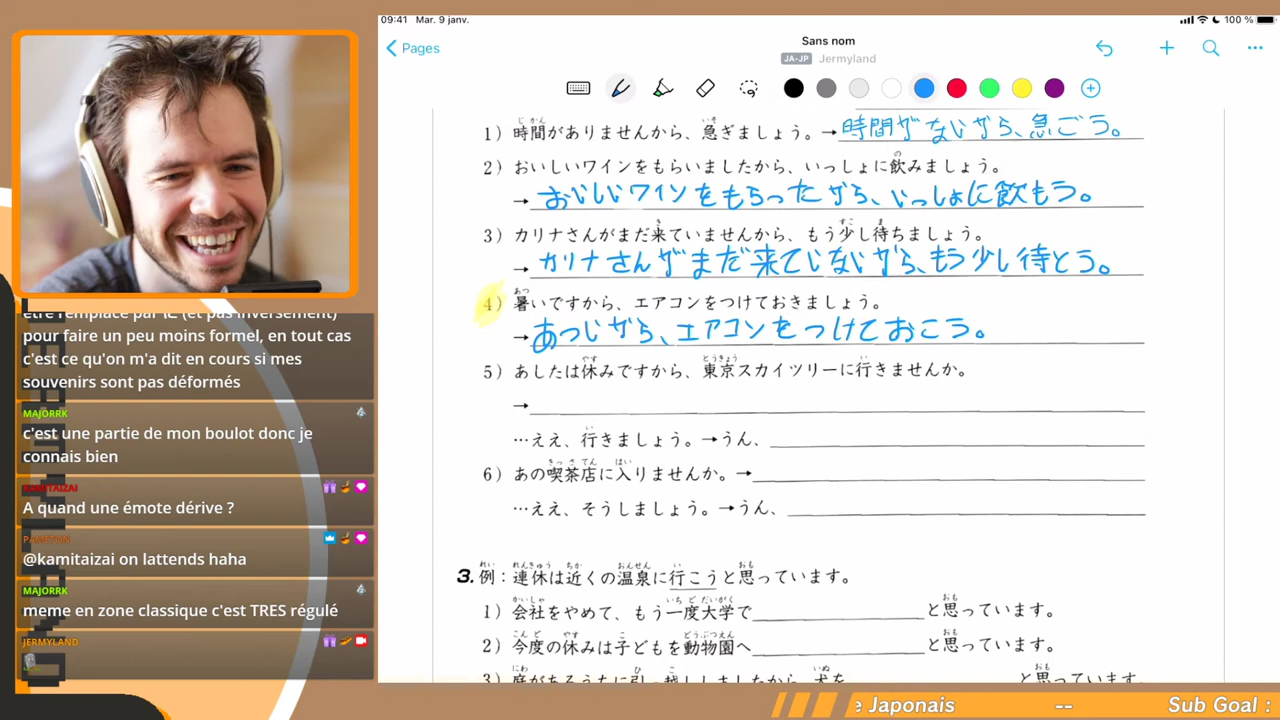 09:41 Mar. 9 janv.
100 %
Pages
Sans nom
JA-JP Jermyland
1) 時間がありませんから、急ぎましょう。→時間がないから、急ごう。
2) おいしいワインをもらいましたから、いっしょに飲みましょう。
→おいしいワインをもらったから、いっしょに飲もう。
3) カリナさんがまだ来ていませんから、もう少し待ちましょう。
→カリナさんがまだ来ていないから、もう少し待とう。
4) 暑いですから、エアコンをつけておきましょう。
→あついから、エアコンをつけておこう。
5) あしたは休みですから、東京スカイツリーに行きませんか。
→
…ええ、行きましょう。→うん、
6) あの喫茶店に入りませんか。→
…ええ、そうしましょう。→うん、
3. 例：連休は近くの温泉に行こうと思っています。
1) 会社をやめて、もう一度大学で と思っています。
2) 今度の休みは子どもを動物園へ と思っています。
être remplacé par に (et pas inversement)
pour faire un peu moins formel, en tout cas
c'est ce qu'on m'a dit en cours si mes
souvenirs sont pas déformés
MAJORRK
c'est une partie de mon boulot donc je
connais bien
KAMITAIZAI
A quand une émote dérive ?
PAMETON
@kamitaizai on lattends haha
MAJORRK
meme en zone classique c'est TRES régulé
JERMYLAND
e Japonais -- Sub Goal :